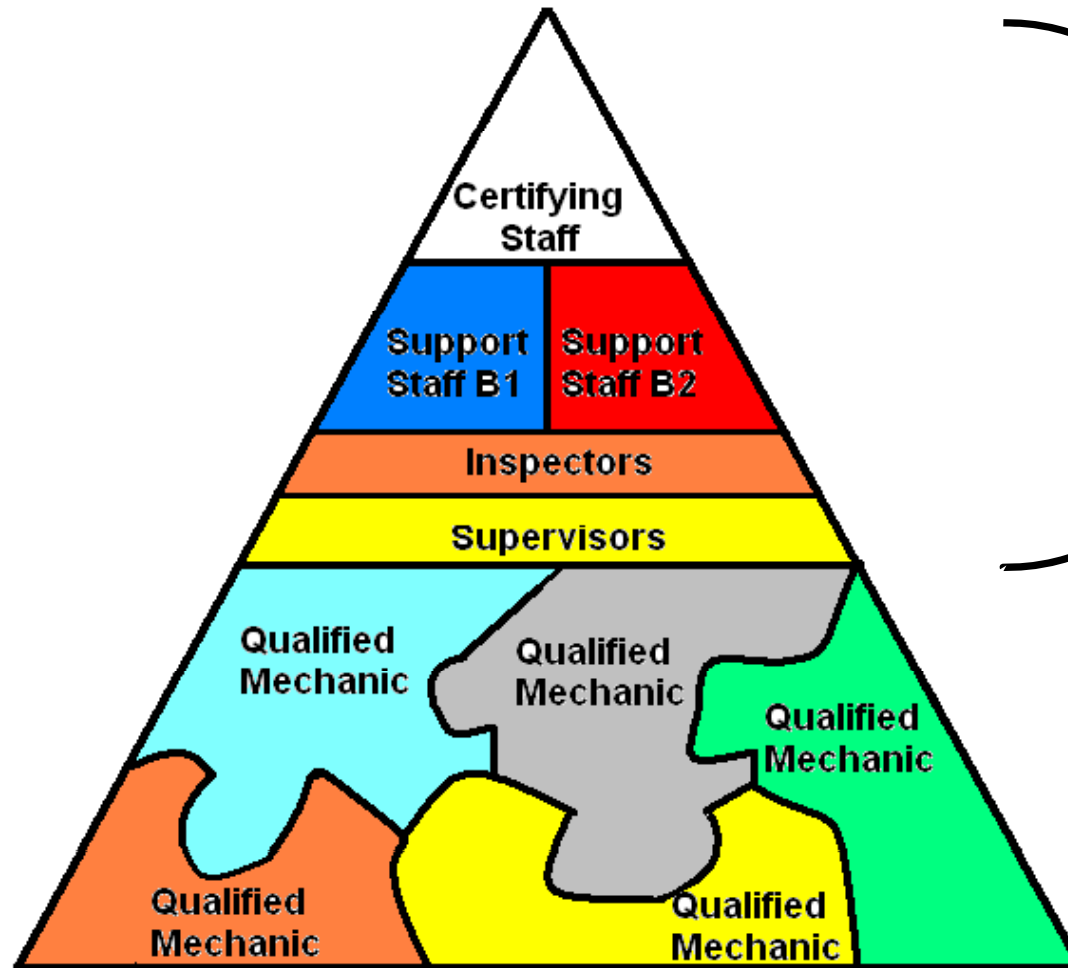 Certifying
Staff
Support
Staff B1
Support
Staff B2
Inspectors
Supervisors
Qualified
Mechanic
Qualified
Mechanic
Qualified
Mechanic
Qualified
Mechanic
Qualified
Mechanic